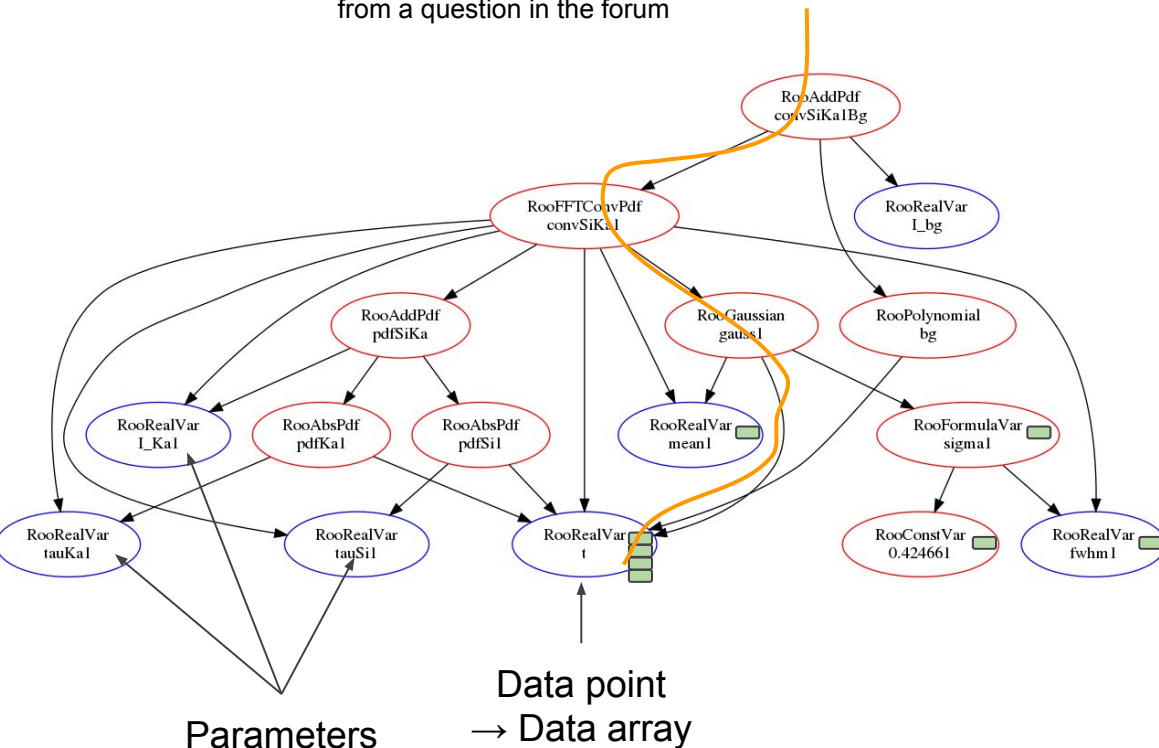 from a question in the forum
RooAddPdf
convSiKa1Bg
RooFFTConvPdf
convSiKa1
RooRealVar
I_bg
RooAddPdf
pdfSiKa
RooGaussian
gauss1
RooPolynomial
bg
RooRealVar
I_Ka1
RooAbsPdf
pdfKa1
RooAbsPdf
pdfSi1
RooRealVar
mean1
RooFormulaVar
sigma1
RooRealVar
tauKa1
RooRealVar
tauSi1
RooRealVar
t
RooConstVar
0.424661
RooRealVar
fwhm1
Data point
Parameters → Data array